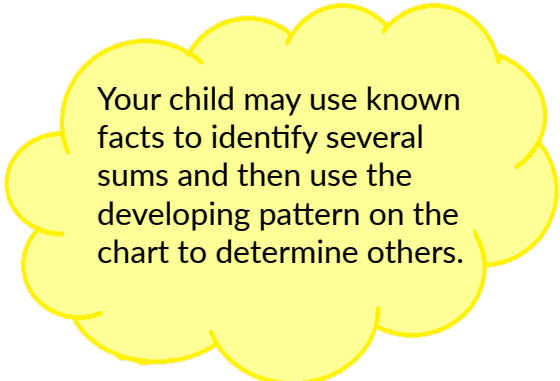 Your child may use known
facts to identify several
sums and then use the
developing pattern on the
chart to determine others.